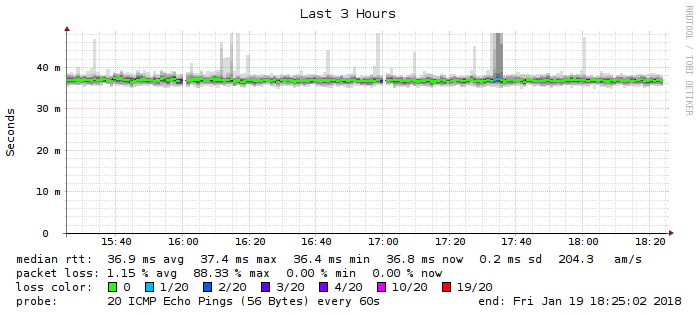 Last 3 Hours
RRDTOOL / TOBI OETIKER
Seconds
40 m
30 m
20 m
10 m
0
15:40 16:00 16:20 16:40 17:00 17:20 17:40 18:00 18:20
median rtt: 36.9 ms avg 37.4 ms max 36.4 ms min 36.8 ms now 0.2 ms sd 204.3 am/s
packet loss: 1.15 % avg 88.33 % max 0.00 % min 0.00 % now
loss color: 0 1/20 2/20 3/20 4/20 10/20 19/20
probe: 20 ICMP Echo Pings (56 Bytes) every 60s end: Fri Jan 19 18:25:02 2018